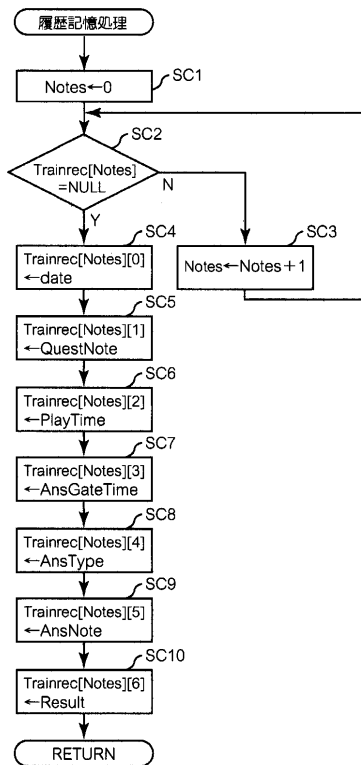 履歴記憶処理
SC1
Notes←0
SC2
Trainrec[Notes]
=NULL
N
Y
SC3
Notes←Notes+1
SC4
Trainrec[Notes][0]
←date
SC5
Trainrec[Notes][1]
←QuestNote
SC6
Trainrec[Notes][2]
←PlayTime
SC7
Trainrec[Notes][3]
←AnsGateTime
SC8
Trainrec[Notes][4]
←AnsType
SC9
Trainrec[Notes][5]
←AnsNote
SC10
Trainrec[Notes][6]
←Result
RETURN